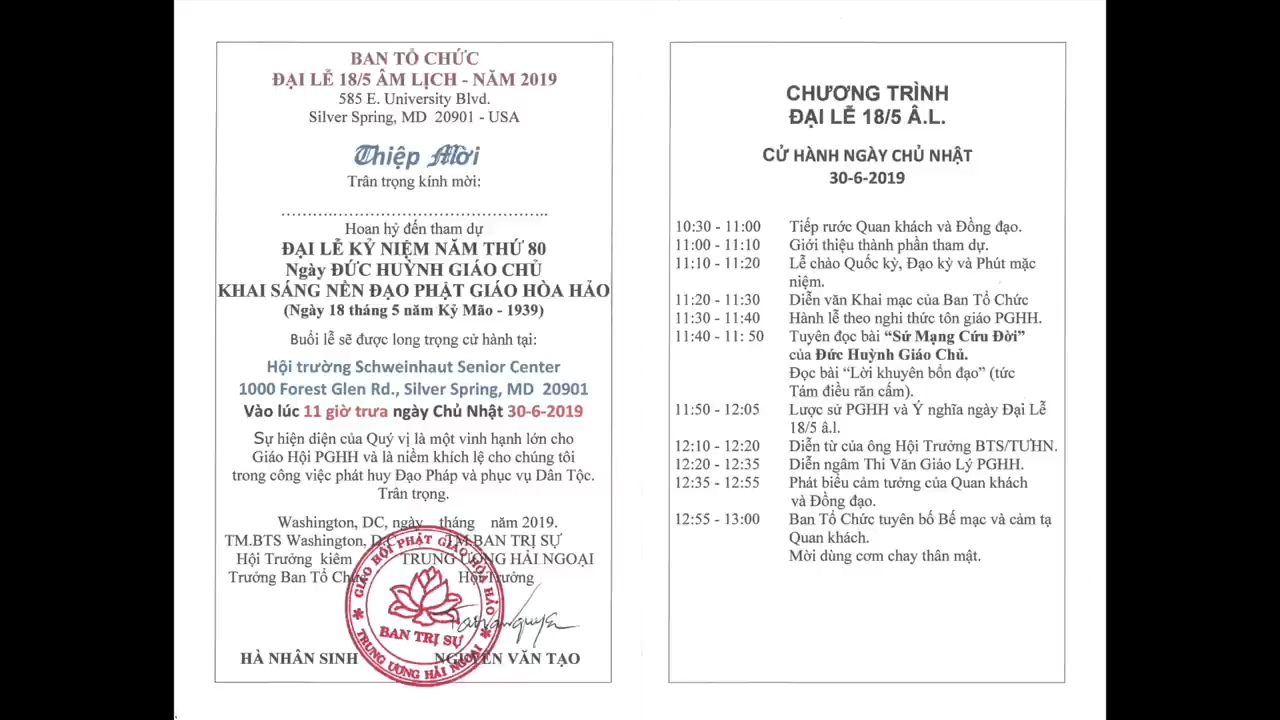 BAN TỔ CHỨC
ĐẠI LỄ 18/5 ÂM LỊCH - NĂM 2019
585 E. University Blvd.
Silver Spring, MD 20901 - USA
Thiệp Mời
Trân trọng kính mời:
……………………………………………..
Hoan hỷ đến tham dự
ĐẠI LỄ KỶ NIỆM NĂM THỨ 80
Ngày ĐỨC HUỲNH GIÁO CHỦ
KHAI SÁNG NỀN ĐẠO PHẬT GIÁO HÒA HẢO
(Ngày 18 tháng 5 năm Kỷ Mão - 1939)
Buổi lễ sẽ được long trọng cử hành tại:
Hội trường Schweinhaut Senior Center
1000 Forest Glen Rd., Silver Spring, MD 20901
Vào lúc 11 giờ trưa ngày Chủ Nhật 30-6-2019
Sự hiện diện của Quý vị là một vinh hạnh lớn cho
Giáo Hội PGHH và là niềm khích lệ cho chúng tôi
trong công việc phát huy Đạo Pháp và phục vụ Dân Tộc.
Trân trọng.
Washington, DC, ngày tháng năm 2019.
TM.BTS Washington, D.C TM.BAN TRỊ SỰ
Hội Trưởng kiêm TRUNG ƯƠNG HẢI NGOẠI
Trưởng Ban Tổ Chức Hội Trưởng
GIÁO HỘI PHẬT GIÁO HÒA HẢO
BAN TRỊ SỰ
TRUNG ƯƠNG HẢI NGOẠI
HÀ NHÂN SINH NGUYỄN VĂN TẠO
CHƯƠNG TRÌNH
ĐẠI LỄ 18/5 Â.L.
CỬ HÀNH NGÀY CHỦ NHẬT
30-6-2019
10:30 - 11:00 Tiếp rước Quan khách và Đồng đạo.
11:00 - 11:10 Giới thiệu thành phần tham dự.
11:10 - 11:20 Lễ chào Quốc kỳ, Đạo kỳ và Phút mặc
niệm.
11:20 - 11:30 Diễn văn Khai mạc của Ban Tổ Chức
11:30 - 11:40 Hành lễ theo nghi thức tôn giáo PGHH.
11:40 - 11: 50 Tuyên đọc bài “Sứ Mạng Cứu Đời”
của Đức Huỳnh Giáo Chủ.
Đọc bài “Lời khuyên bổn đạo” (tức
Tám điều răn cấm).
11:50 - 12:05 Lược sử PGHH và Ý nghĩa ngày Đại Lễ
18/5 â.l.
12:10 - 12:20 Diễn từ của ông Hội Trưởng BTS/TƯHN.
12:20 - 12:35 Diễn ngâm Thi Văn Giáo Lý PGHH.
12:35 - 12:55 Phát biểu cảm tưởng của Quan khách
và Đồng đạo.
12:55 - 13:00 Ban Tổ Chức tuyên bố Bế mạc và cảm tạ
Quan khách.
Mời dùng cơm chay thân mật.